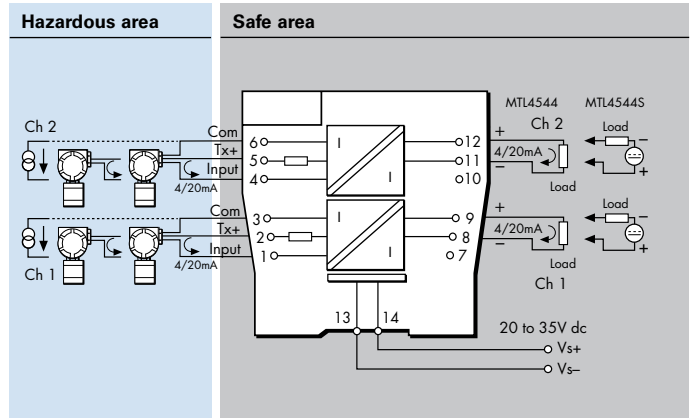 Hazardous area
Safe area
MTL4544
MTL4544S
Ch 2
Ch 2
Load
Com
6
I
12
+
−
Tx+
5
11
4/20mA
Input
4
10
−
+
4/20mA
I
Load
Com
3
I
9
+
Load
−
Tx+
2
8
4/20mA
Input
1
I
7
−
+
4/20mA
Load
Ch 1
Ch 1
13
14
20 to 35V dc
Vs+
Vs−